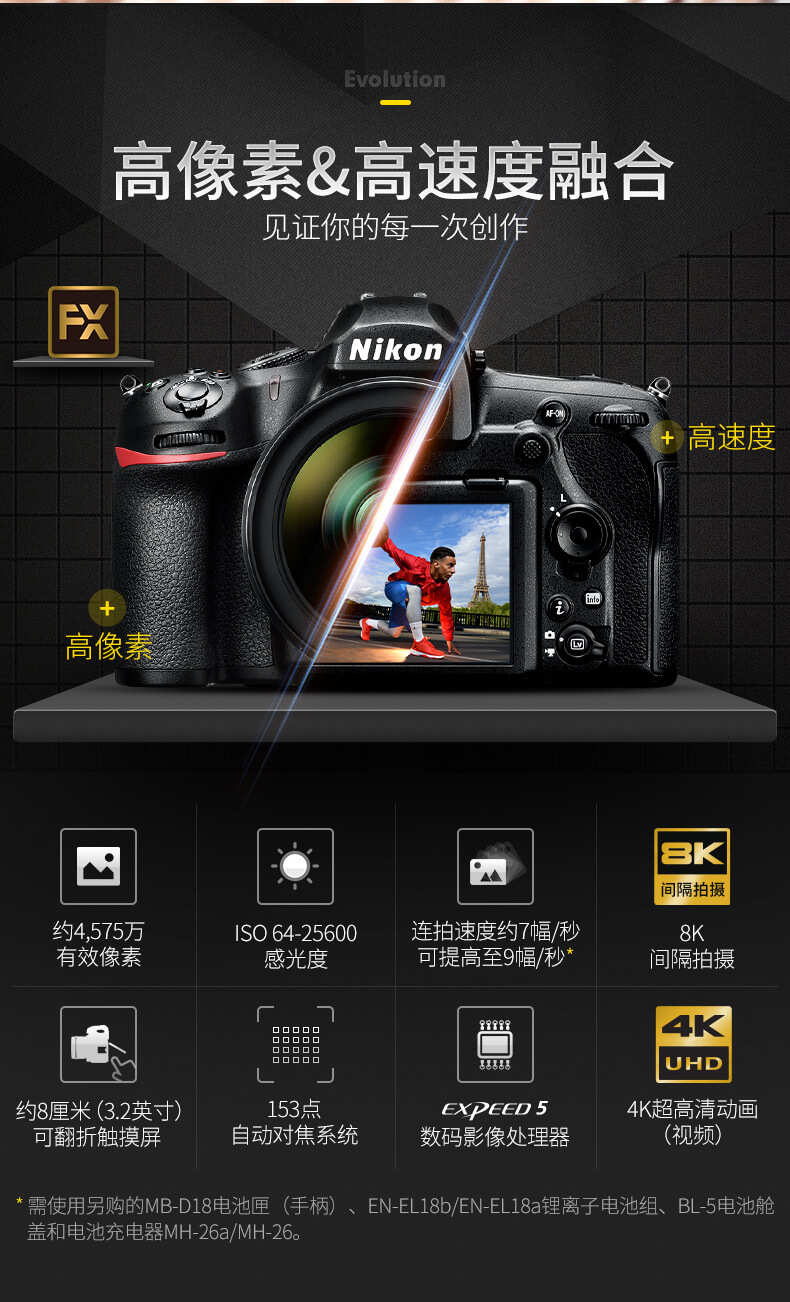 Evolution
高像素&高速度融合
见证你的每一次创作
FX
Nikon
AF-ON
+ 高速度
L
info
i
Lv
+
高像素
8K
间隔拍摄
约4,575万
有效像素
ISO 64-25600
感光度
连拍速度约7幅/秒
可提高至9幅/秒*
8K
间隔拍摄
4K
UHD
约8厘米（3.2英寸）
可翻折触摸屏
153点
自动对焦系统
EXPEED 5
数码影像处理器
4K超高清动画
（视频）
* 需使用另购的MB-D18电池匣（手柄）、EN-EL18b/EN-EL18a锂离子电池组、BL-5电池舱
盖和电池充电器MH-26a/MH-26。